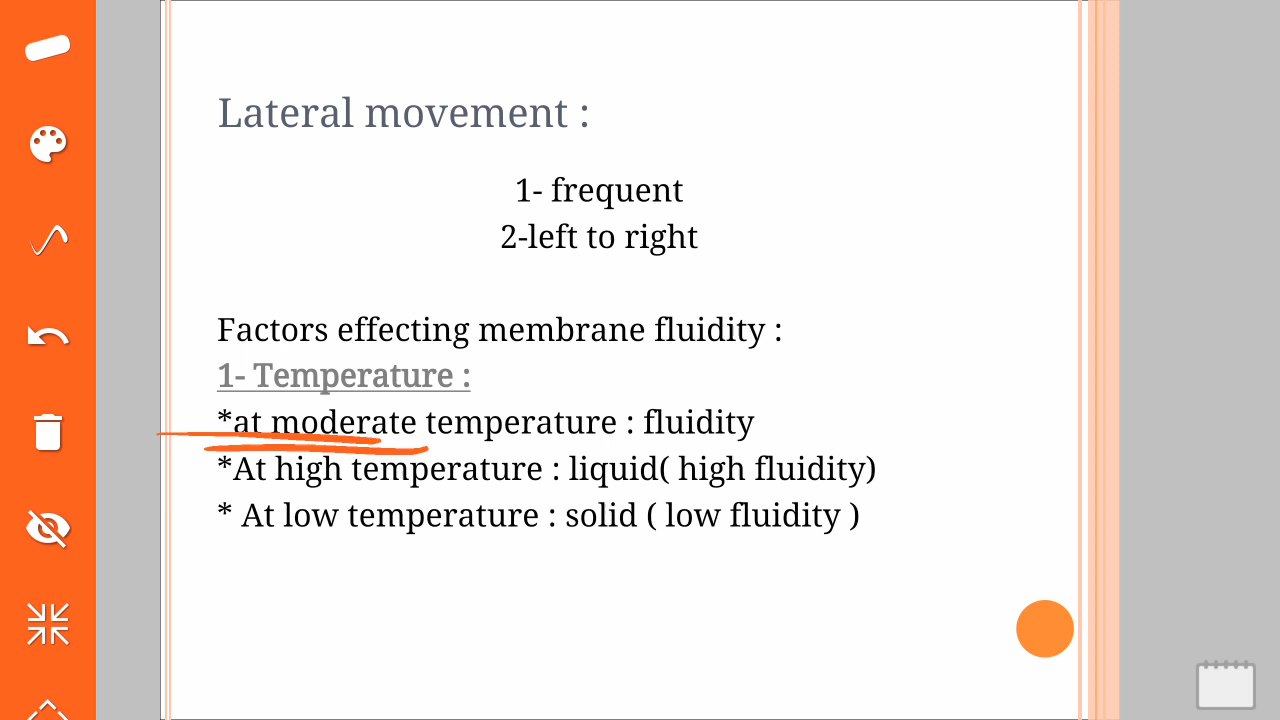 Lateral movement :
1- frequent
2-left to right
Factors effecting membrane fluidity :
1- Temperature :
*at moderate temperature : fluidity
*At high temperature : liquid( high fluidity)
* At low temperature : solid ( low fluidity )